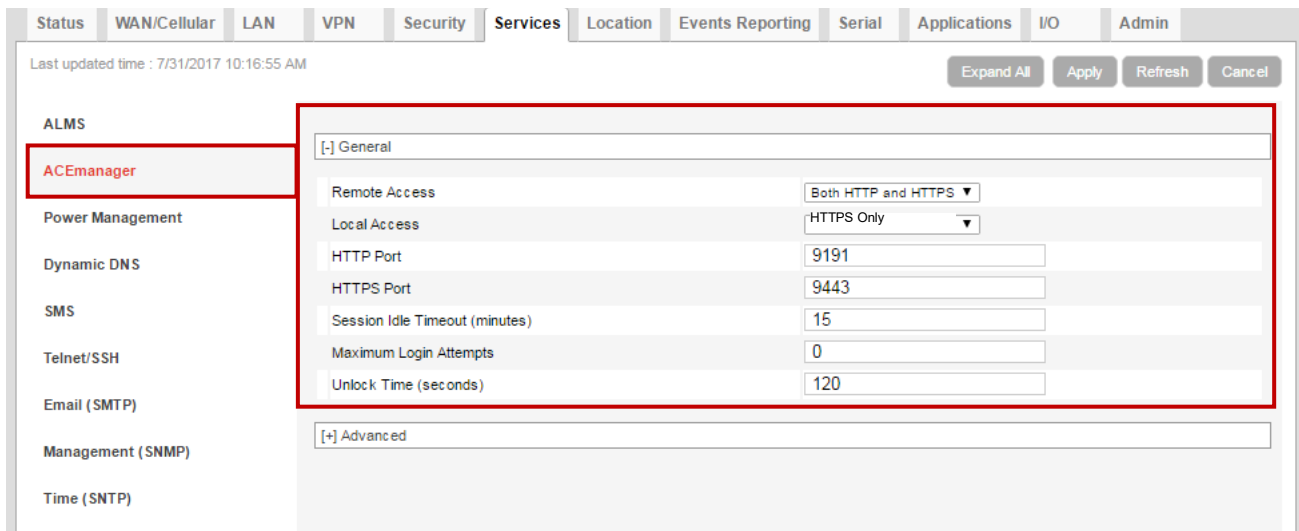 Status WAN/Cellular LAN VPN Security Services Location Events Reporting Serial Applications I/O Admin
Last updated time : 7/31/2017 10:16:55 AM
Expand All Apply Refresh Cancel
ALMS
[-] General
ACEmanager
Remote Access Both HTTP and HTTPS ▼
Power Management
Local Access HTTPS Only ▼
HTTP Port 9191
Dynamic DNS
HTTPS Port 9443
SMS
Session Idle Timeout (minutes) 15
Maximum Login Attempts 0
Telnet/SSH
Unlock Time (seconds) 120
Email (SMTP)
[+] Advanced
Management (SNMP)
Time (SNTP)